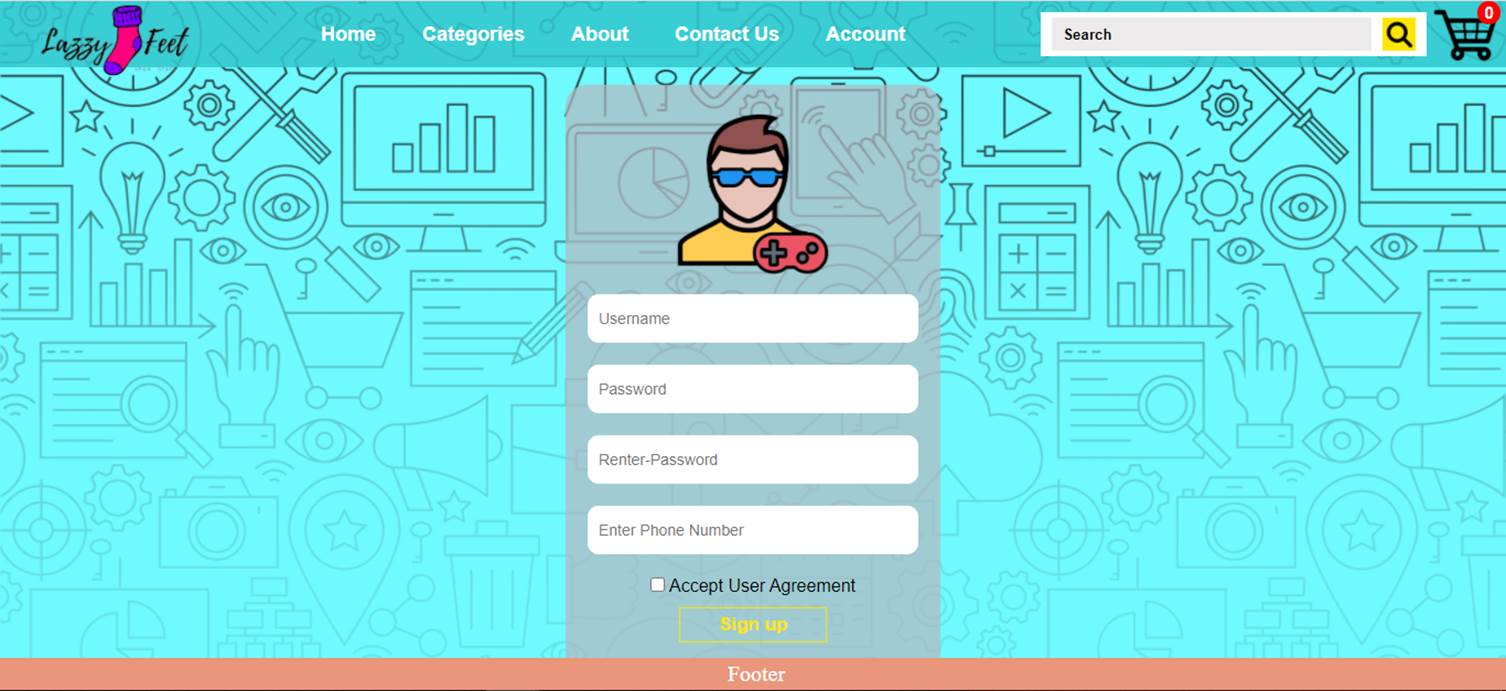 Lazzy Feet
Home Categories About Contact Us Account
Search
0
Username
Password
Renter-Password
Enter Phone Number
Accept User Agreement
Sign up
Footer